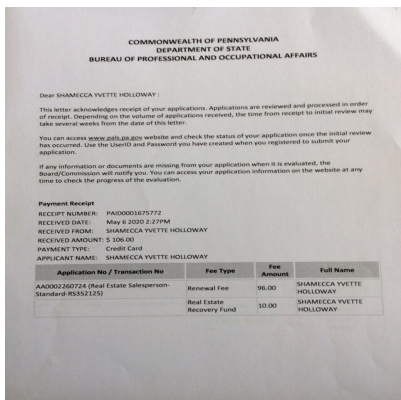 COMMONWEALTH OF PENNSYLVANIA
DEPARTMENT OF STATE
BUREAU OF PROFESSIONAL AND OCCUPATIONAL AFFAIRS
Dear SHAMECCA YVETTE HOLLOWAY :
This letter acknowledges receipt of your applications. Applications are reviewed and processed in order
of receipt. Depending on the volume of applications received, the time from receipt to initial review may
take several weeks from the date of this letter.
You can access www.pals.pa.gov website and check the status of your application once the initial review
has occurred. Use the UserID and Password you have created when you registered to submit your
application.
If any information or documents are missing from your application when it is evaluated, the
Board/Commission will notify you. You can access your application information on the website at any
time to check the progress of the evaluation.
Payment Receipt
RECEIPT NUMBER: PAID00001675772
RECEIVED DATE: May 6 2020 2:27PM
RECEIVED FROM: SHAMECCA YVETTE HOLLOWAY
RECEIVED AMOUNT: $ 106.00
PAYMENT TYPE: Credit Card
APPLICANT NAME: SHAMECCA YVETTE HOLLOWAY
Application No / Transaction No Fee Type Fee Amount Full Name
AA0002260724 (Real Estate Salesperson- Renewal Fee 96.00 SHAMECCA YVETTE
Standard-RS352125) HOLLOWAY
Real Estate 10.00 SHAMECCA YVETTE
Recovery Fund HOLLOWAY